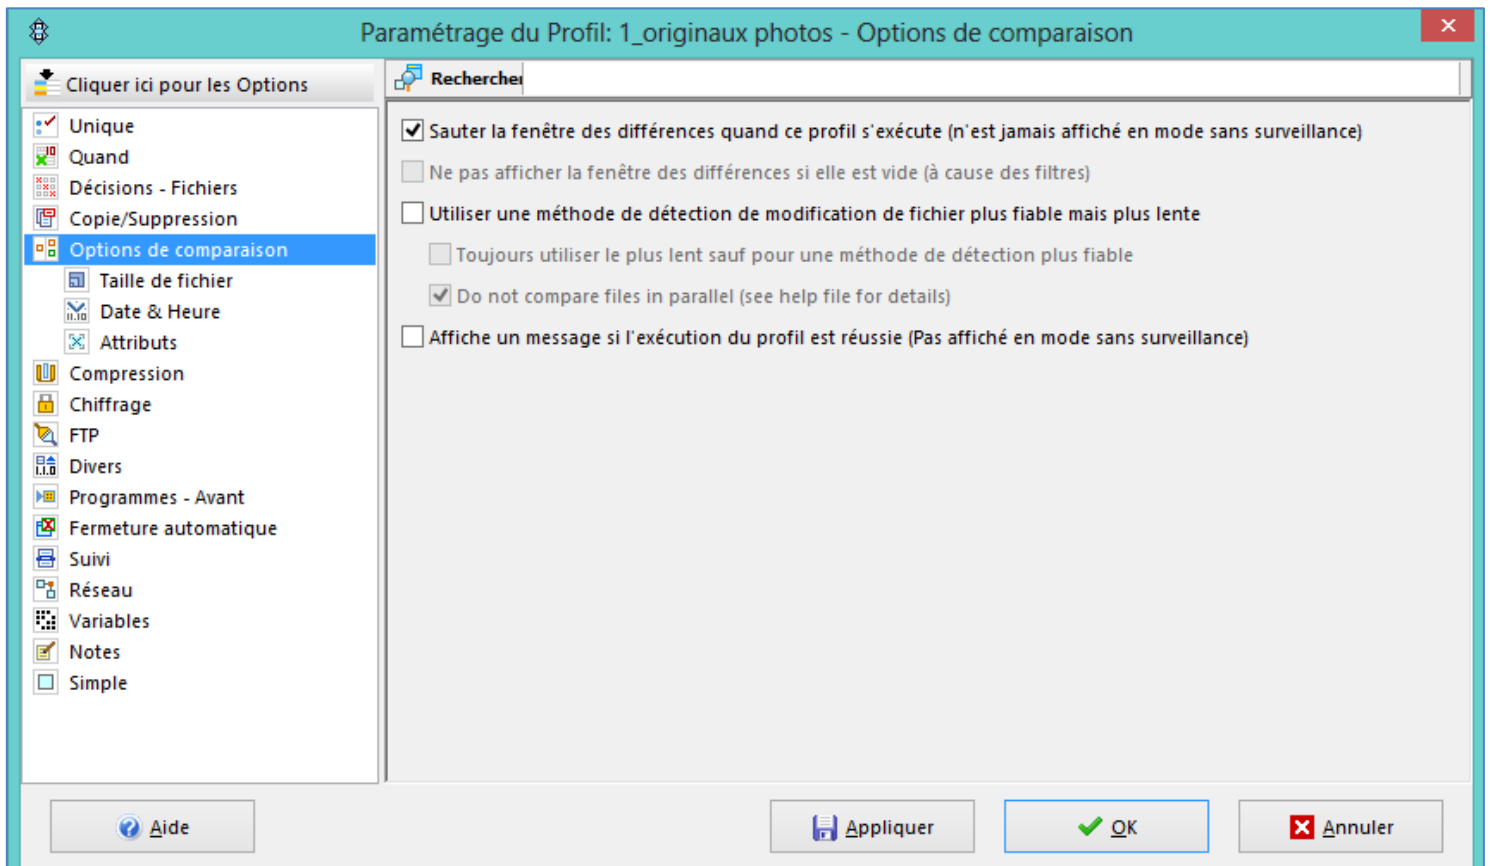 Paramétrage du Profil: 1_originaux photos - Options de comparaison
Cliquer ici pour les Options
Rechercher
Unique
Quand
Décisions - Fichiers
Copie/Suppression
Options de comparaison
Taille de fichier
Date & Heure
Attributs
Compression
Chiffrage
FTP
Divers
Programmes - Avant
Fermeture automatique
Suivi
Réseau
Variables
Notes
Simple
Sauter la fenêtre des différences quand ce profil s'exécute (n'est jamais affiché en mode sans surveillance)
Ne pas afficher la fenêtre des différences si elle est vide (à cause des filtres)
Utiliser une méthode de détection de modification de fichier plus fiable mais plus lente
Toujours utiliser le plus lent sauf pour une méthode de détection plus fiable
Do not compare files in parallel (see help file for details)
Affiche un message si l'exécution du profil est réussie (Pas affiché en mode sans surveillance)
Aide
Appliquer
OK
Annuler